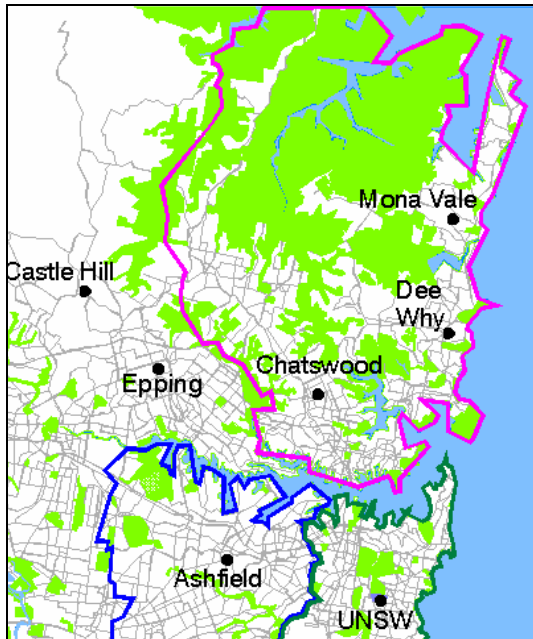 Mona Vale
Castle Hill
Dee
Why
Chatswood
Epping
Ashfield
UNSW